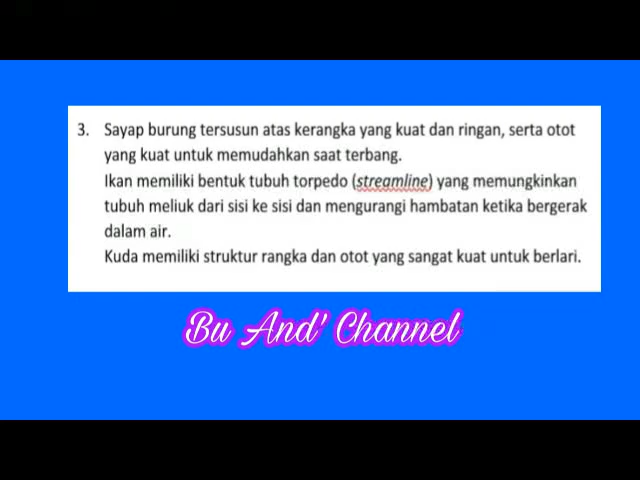 3. Sayap burung tersusun atas kerangka yang kuat dan ringan, serta otot
yang kuat untuk memudahkan saat terbang.
Ikan memiliki bentuk tubuh torpedo (streamline) yang memungkinkan
tubuh meliuk dari sisi ke sisi dan mengurangi hambatan ketika bergerak
dalam air.
Kuda memiliki struktur rangka dan otot yang sangat kuat untuk berlari.
Bu And' Channel